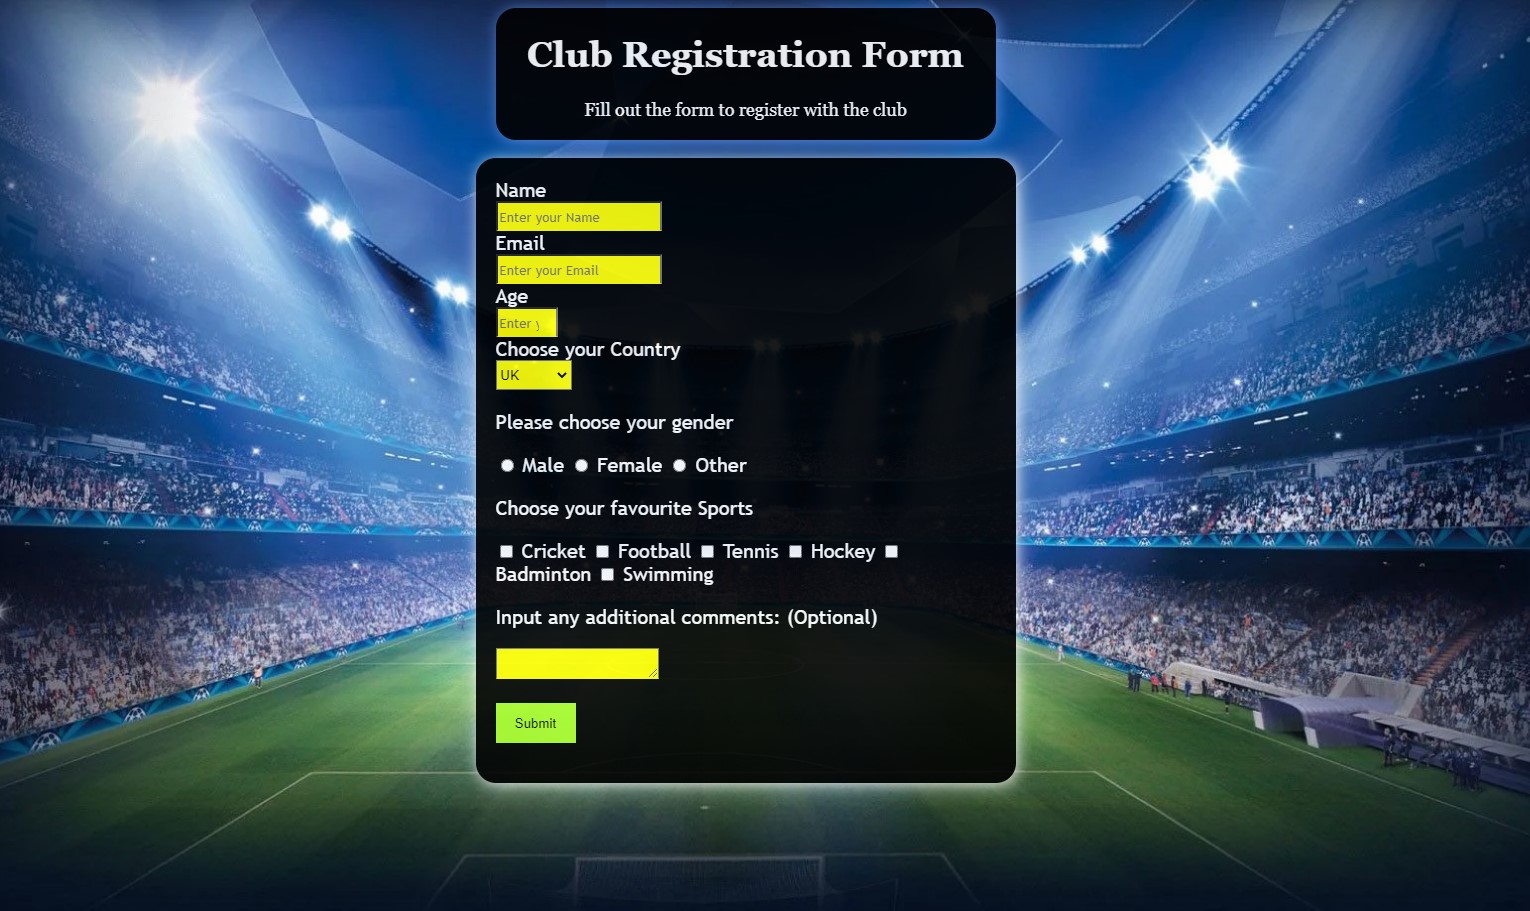 Club Registration Form
Fill out the form to register with the club
Name
Enter your Name
Email
Enter your Email
Age
Enter y
Choose your Country
UK
Please choose your gender
Male Female Other
Choose your favourite Sports
Cricket Football Tennis Hockey
Badminton Swimming
Input any additional comments: (Optional)
Submit